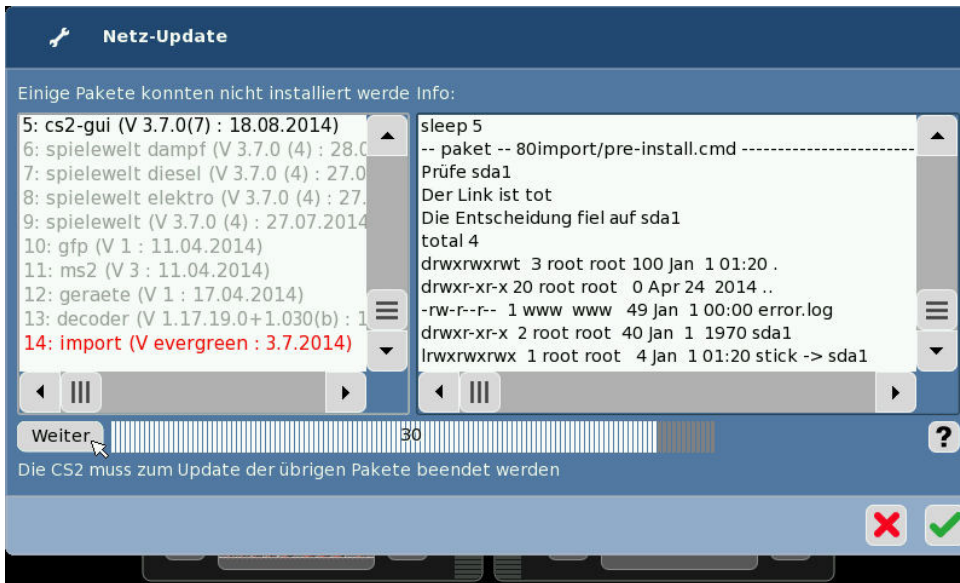 Netz-Update
Einige Pakete konnten nicht installiert werde Info:
5: cs2-gui (V 3.7.0(7) : 18.08.2014)
6: spielewelt dampf (V 3.7.0 (4) : 28.0
7: spielewelt diesel (V 3.7.0 (4) : 27.0
8: spielewelt elektro (V 3.7.0 (4) : 27.
9: spielewelt (V 3.7.0 (4) : 27.07.2014
10: gfp (V 1 : 11.04.2014)
11: ms2 (V 3 : 11.04.2014)
12: geraete (V 1 : 17.04.2014)
13: decoder (V 1.17.19.0+1.030(b) : 1
14: import (V evergreen : 3.7.2014)
sleep 5
-- paket -- 80import/pre-install.cmd ------------------------
Prüfe sda1
Der Link ist tot
Die Entscheidung fiel auf sda1
total 4
drwxrwxrwt 3 root root 100 Jan 1 01:20 .
drwxr-xr-x 20 root root 0 Apr 24 2014 ..
-rw-r--r-- 1 www www 49 Jan 1 00:00 error.log
drwxr-xr-x 2 root root 40 Jan 1 1970 sda1
lrwxrwxrwx 1 root root 4 Jan 1 01:20 stick -> sda1
Weiter
30
?
Die CS2 muss zum Update der übrigen Pakete beendet werden